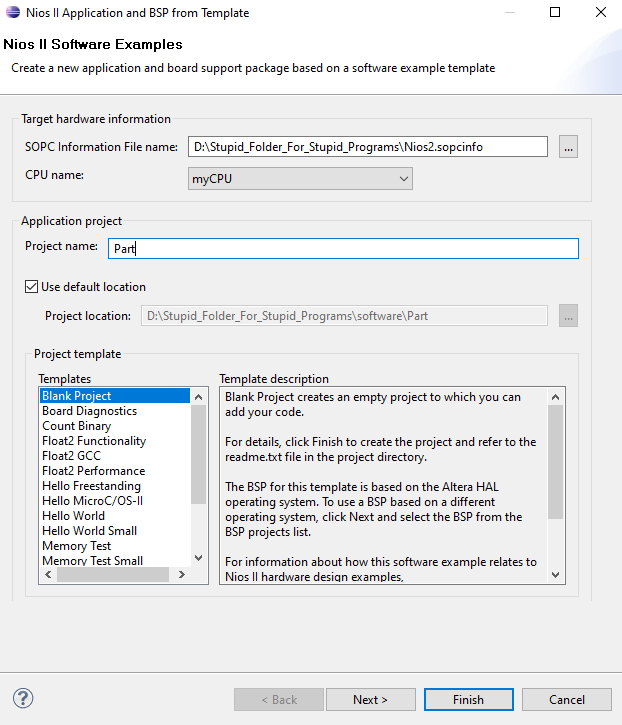 Nios II Application and BSP from Template
Nios II Software Examples
Create a new application and board support package based on a software example template
Target hardware information
SOPC Information File name:
D:\Stupid_Folder_For_Stupid_Programs\Nios2.sopcinfo
...
CPU name:
myCPU
Application project
Project name:
Part
Use default location
Project location:
D:\Stupid_Folder_For_Stupid_Programs\software\Part
...
Project template
Templates
Blank Project
Board Diagnostics
Count Binary
Float2 Functionality
Float2 GCC
Float2 Performance
Hello Freestanding
Hello MicroC/OS-II
Hello World
Hello World Small
Memory Test
Memory Test Small
Template description
Blank Project creates an empty project to which you can
add your code.
For details, click Finish to create the project and refer to the
readme.txt file in the project directory.
The BSP for this template is based on the Altera HAL
operating system. To use a BSP based on a different
operating system, click Next and select the BSP from the
BSP projects list.
For information about how this software example relates to
Nios II hardware design examples,
?
< Back
Next >
Finish
Cancel